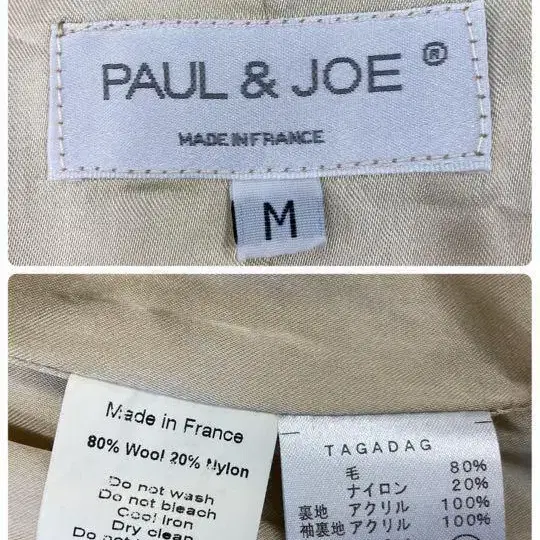 PAUL & JOE ®
MADE IN FRANCE
M
Made in France
80% Wool 20% Nylon
Do not wash
Do not bleach
Cool iron
Dry clean
Do not
TAGADAG
毛 80%
ナイロン 20%
裏地 アクリル 100%
袖裏地 アクリル 100%